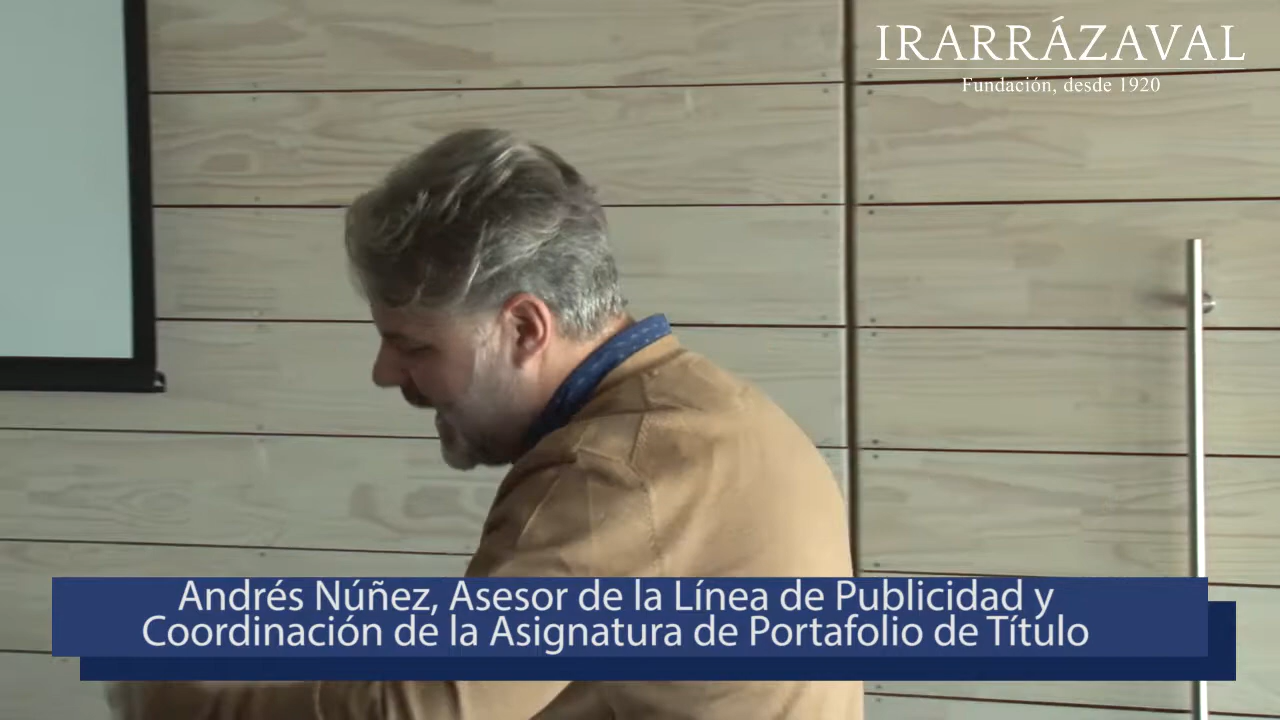 IRARRÁZAVAL
Fundación, desde 1920
Andrés Núñez, Asesor de la Línea de Publicidad y
Coordinación de la Asignatura de Portafolio de Título